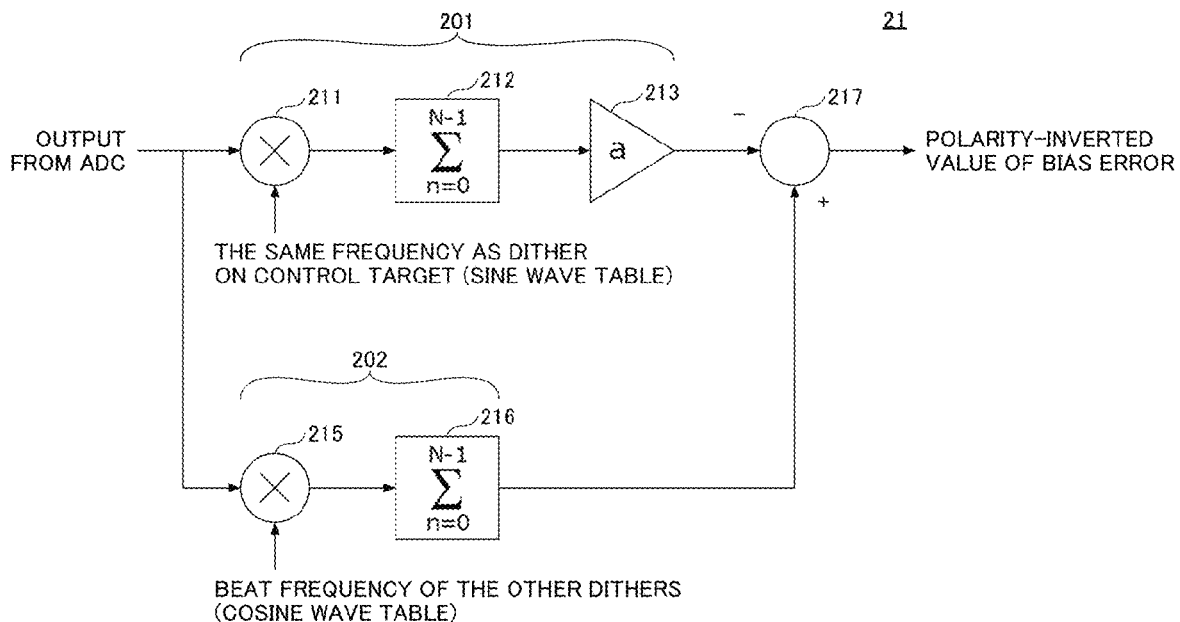 21
201
211
212
213
217
OUTPUT
FROM ADC
×
N-1
Σ
n=0
a
−
+
POLARITY-INVERTED
VALUE OF BIAS ERROR
THE SAME FREQUENCY AS DITHER
ON CONTROL TARGET (SINE WAVE TABLE)
202
215
216
×
N-1
Σ
n=0
BEAT FREQUENCY OF THE OTHER DITHERS
(COSINE WAVE TABLE)